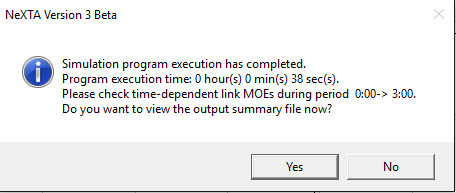 NeXTA Version 3 Beta
Simulation program execution has completed.
Program execution time: 0 hour(s) 0 min(s) 38 sec(s).
Please check time-dependent link MOEs during period  0:00-> 3:00.
Do you want to view the output summary file now?
Yes
No